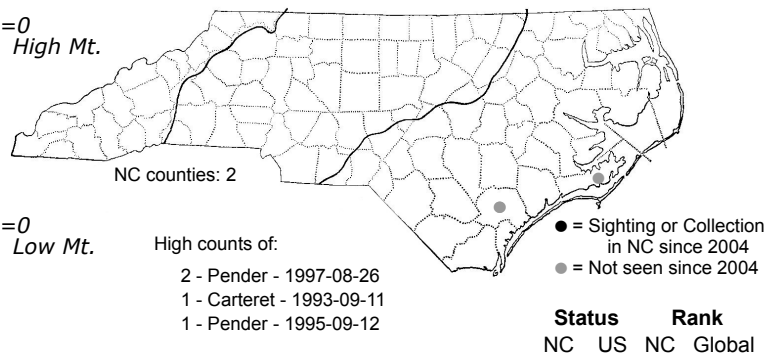 =0
High Mt.
NC counties: 2
=0
Low Mt.
High counts of:
2 - Pender - 1997-08-26
1 - Carteret - 1993-09-11
1 - Pender - 1995-09-12
● = Sighting or Collection
in NC since 2004
● = Not seen since 2004
Status Rank
NC US NC Global